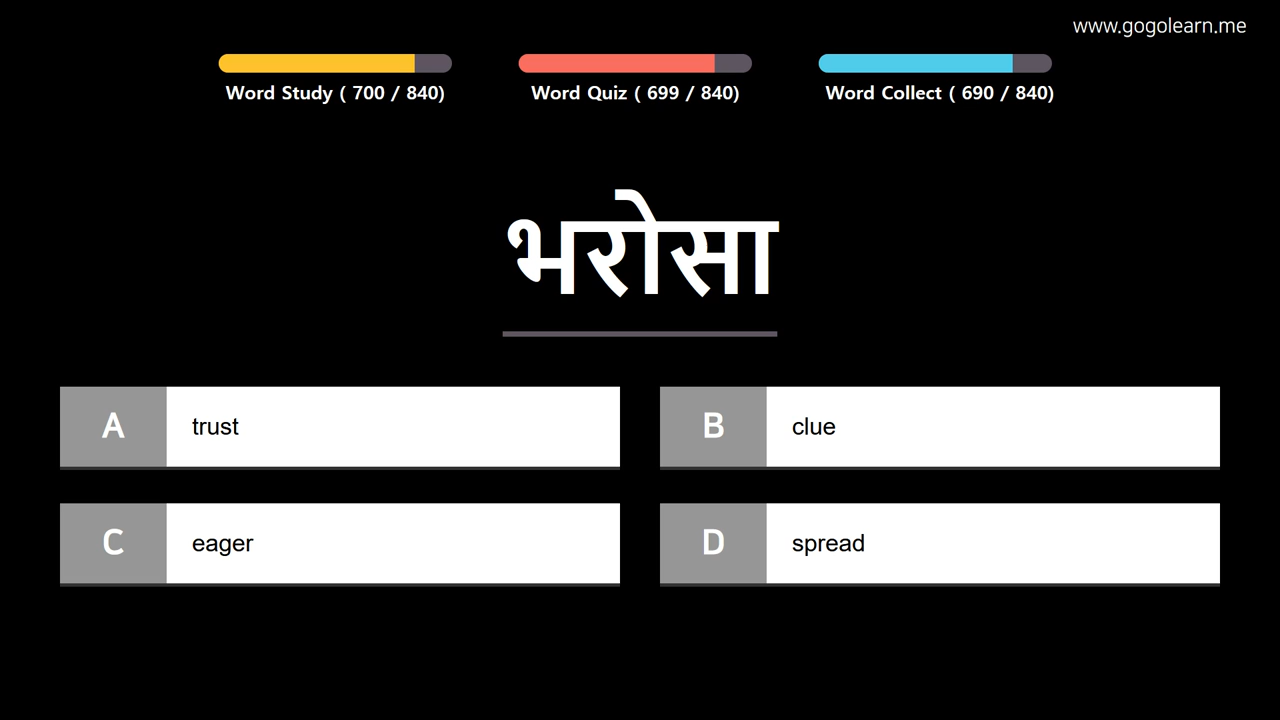 www.gogolearn.me
Word Study ( 700 / 840) Word Quiz ( 699 / 840) Word Collect ( 690 / 840)
भरोसा
A trust B clue
C eager D spread